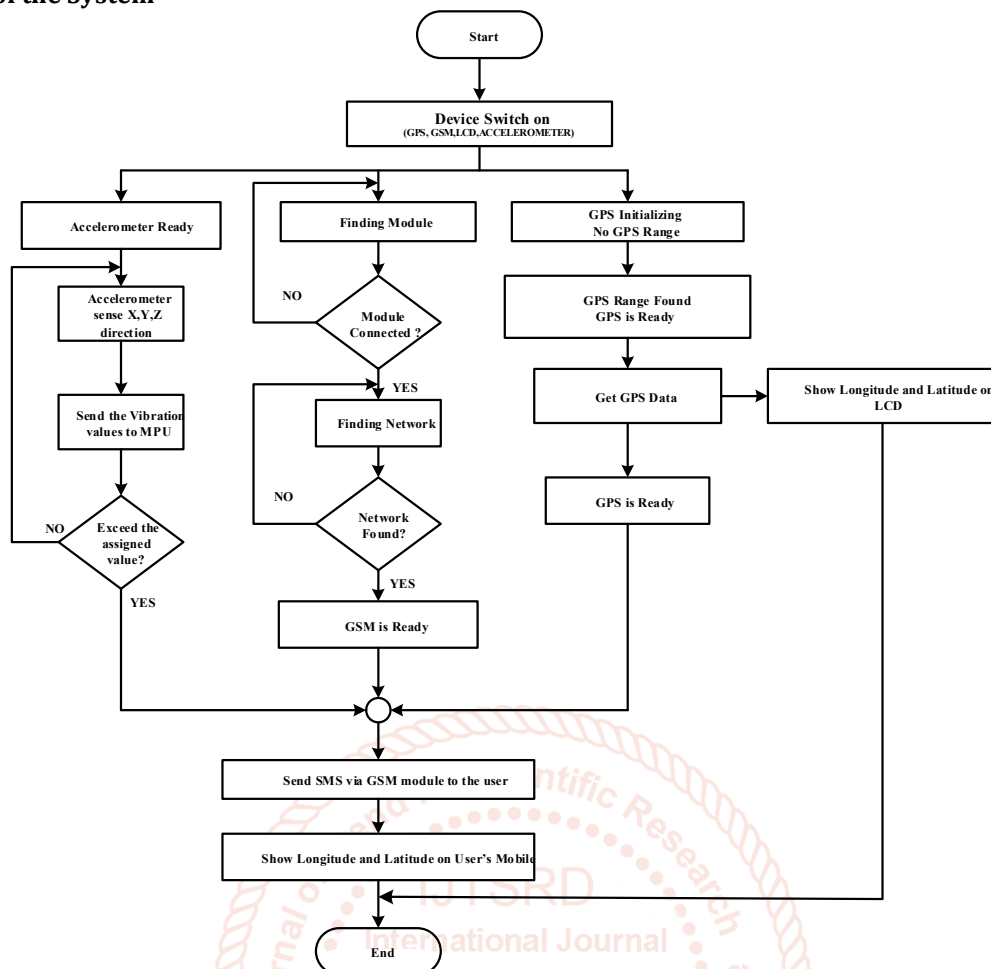 of the System
Start
Device Switch on
(GPS, GSM,LCD,ACCELEROMETER)
Accelerometer Ready
Finding Module
GPS Initializing
No GPS Range
Accelerometer
sense X,Y,Z
direction
NO
Module
Connected ?
GPS Range Found
GPS is Ready
YES
Send the Vibration
values to MPU
Finding Network
Get GPS Data
Show Longitude and Latitude on
LCD
NO
Exceed the
assigned
value?
YES
NO
Network
Found?
YES
GPS is Ready
GSM is Ready
Send SMS via GSM module to the user
Show Longitude and Latitude on User's Mobile
End
IJTSRD
International Journal